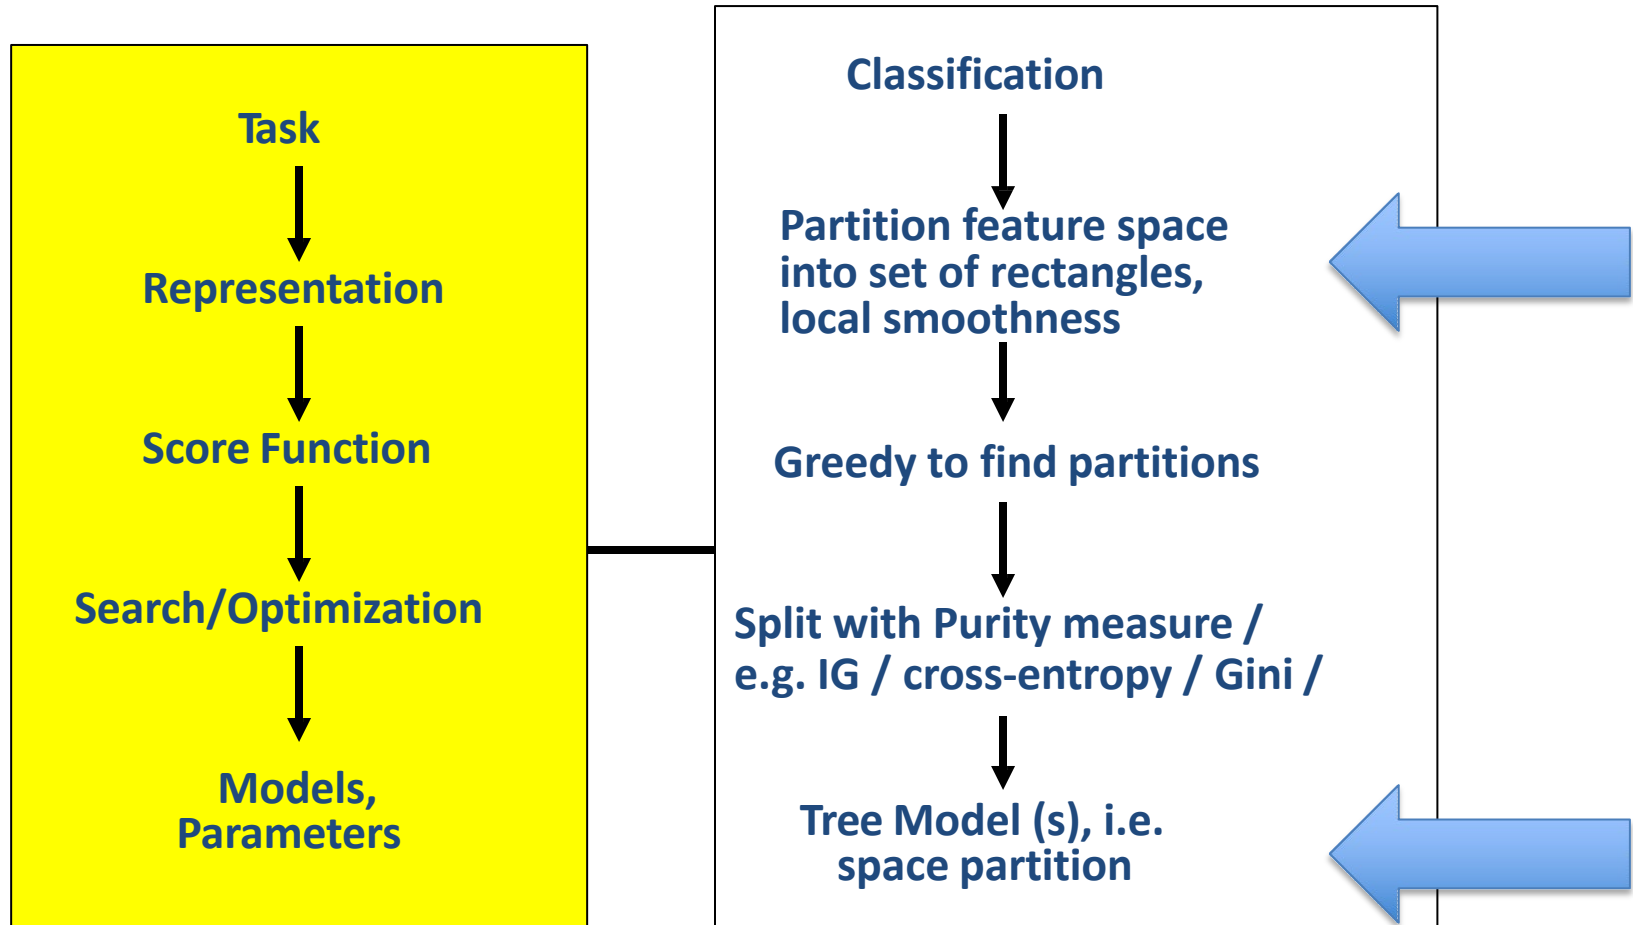 Task
Representation
Score Function
Search/Optimization
Models,
Parameters
Classification
Partition feature space
into set of rectangles,
local smoothness
Greedy to find partitions
Split with Purity measure /
e.g. IG / cross-entropy / Gini /
Tree Model (s), i.e.
space partition